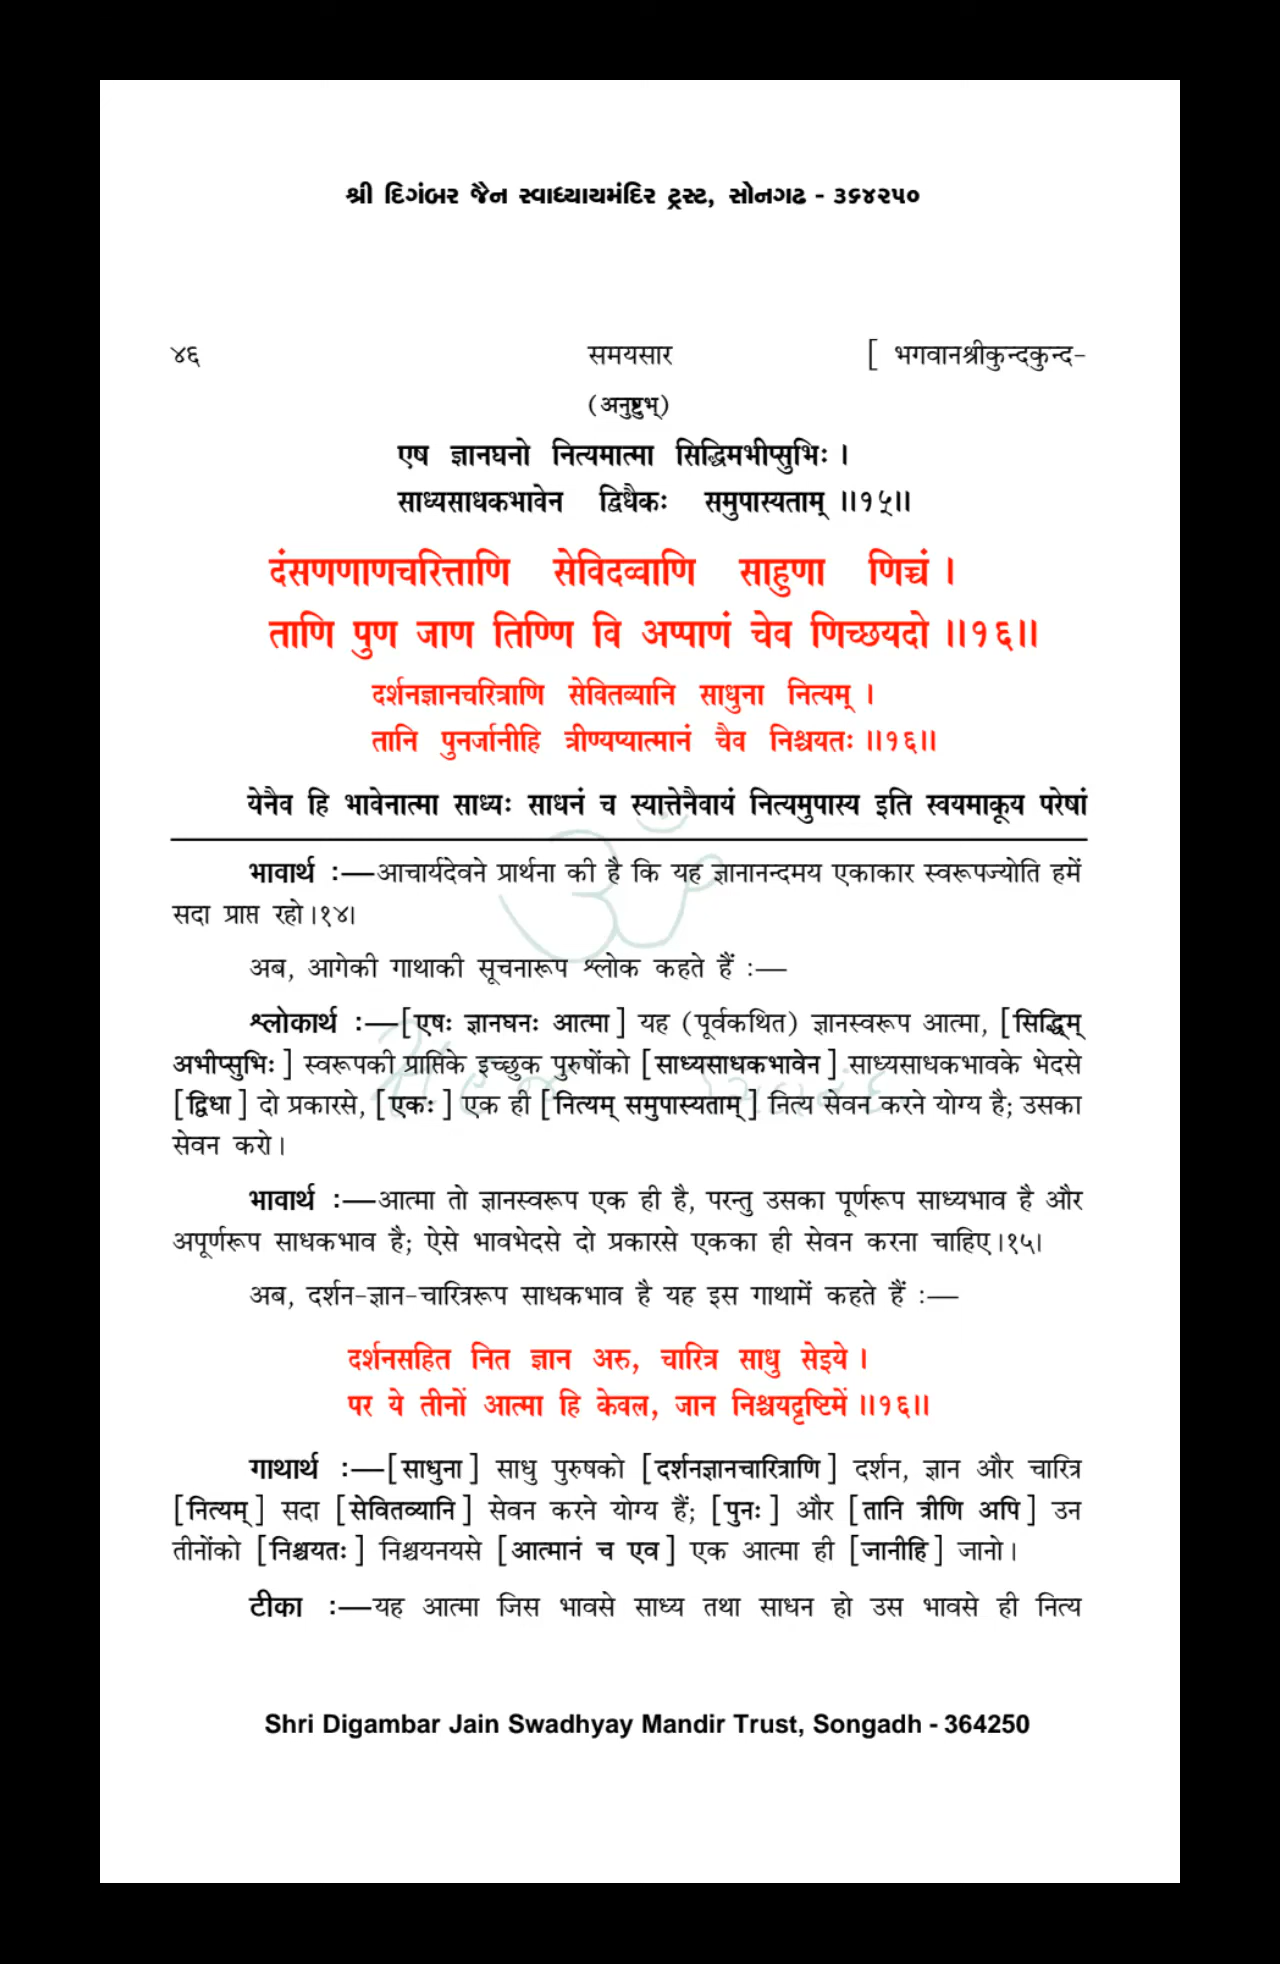 શ્રી દિગંબર જૈન સ્વાધ્યાયમંદિર ટ્રસ્ટ, સોનગઢ - ૩૬૪૨૫૦
४६ समयसार [ भगवानश्रीकुन्दकुन्द-
(अनुष्टुभ्)
एष ज्ञानघनो नित्यमात्मा सिद्धिमभीप्सुभिः ।
साध्यसाधकभावेन द्विधैकः समुपास्यताम् ॥१५॥
दंसणणाणचरित्ताणि सेविदव्वाणि साहुणा णिच्चं ।
ताणि पुण जाण तिण्णि वि अप्पाणं चेव णिच्छयदो ॥१६॥
दर्शनज्ञानचरित्राणि सेवितव्यानि साधुना नित्यम् ।
तानि पुनर्जानीहि त्रीण्यप्यात्मानं चैव निश्चयतः ॥१६॥
येनैव हि भावेनात्मा साध्यः साधनं च स्यात्तेनैवायं नित्यमुपास्य इति स्वयमाकूय परेषां
भावार्थ :—आचार्यदेवने प्रार्थना की है कि यह ज्ञानानन्दमय एकाकार स्वरूपज्योति हमें
सदा प्राप्त रहो ।१४।
अब, आगेकी गाथाकी सूचनारूप श्लोक कहते हैं :—
श्लोकार्थ :—[एषः ज्ञानघनः आत्मा] यह (पूर्वकथित) ज्ञानस्वरूप आत्मा, [सिद्धिम्
अभीप्सुभिः] स्वरूपकी प्राप्तिके इच्छुक पुरुषोंको [साध्यसाधकभावेन] साध्यसाधकभावके भेदसे
[द्विधा] दो प्रकारसे, [एकः] एक ही [नित्यम् समुपास्यताम्] नित्य सेवन करने योग्य है; उसका
सेवन करो ।
भावार्थ :—आत्मा तो ज्ञानस्वरूप एक ही है, परन्तु उसका पूर्णरूप साध्यभाव है और
अपूर्णरूप साधकभाव है; ऐसे भावभेदसे दो प्रकारसे एकका ही सेवन करना चाहिए ।१५।
अब, दर्शन-ज्ञान-चारित्ररूप साधकभाव है यह इस गाथामें कहते हैं :—
दर्शनसहित नित ज्ञान अरु, चारित्र साधु सेइये ।
पर ये तीनों आत्मा हि केवल, जान निश्चयदृष्टिमें ॥१६॥
गाथार्थ :—[साधुना] साधु पुरुषको [दर्शनज्ञानचारित्राणि] दर्शन, ज्ञान और चारित्र
[नित्यम्] सदा [सेवितव्यानि] सेवन करने योग्य हैं; [पुनः] और [तानि त्रीणि अपि] उन
तीनोंको [निश्चयतः] निश्चयनयसे [आत्मानं च एव] एक आत्मा ही [जानीहि] जानो ।
टीका :—यह आत्मा जिस भावसे साध्य तथा साधन हो उस भावसे ही नित्य
Shri Digambar Jain Swadhyay Mandir Trust, Songadh - 364250